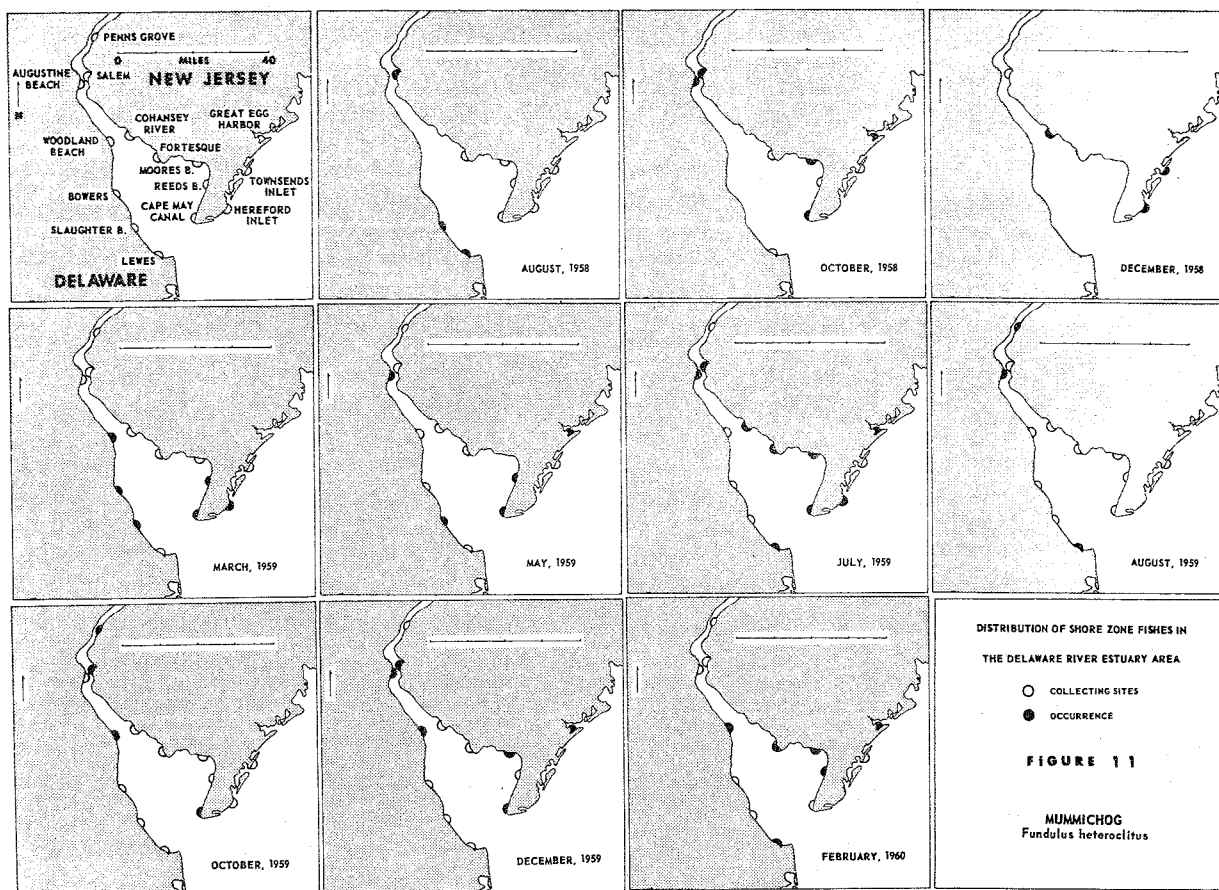 PENNS GROVE
0 MILES 40
AUGUSTINE
BEACH
SALEM
NEW JERSEY
N
COHANSEY
RIVER
GREAT EGG
HARBOR
WOODLAND
BEACH
FORTESQUE
MOORES B.
REEDS B.
TOWNSENDS
INLET
BOWERS
CAPE MAY
CANAL
HEREFORD
INLET
SLAUGHTER B.
LEWES
DELAWARE
AUGUST, 1958
OCTOBER, 1958
DECEMBER, 1958
MARCH, 1959
MAY, 1959
JULY, 1959
AUGUST, 1959
OCTOBER, 1959
DECEMBER, 1959
FEBRUARY, 1960
DISTRIBUTION OF SHORE ZONE FISHES IN
THE DELAWARE RIVER ESTUARY AREA
COLLECTING SITES
OCCURRENCE
FIGURE 11
MUMMICHOG
Fundulus heteroclitus